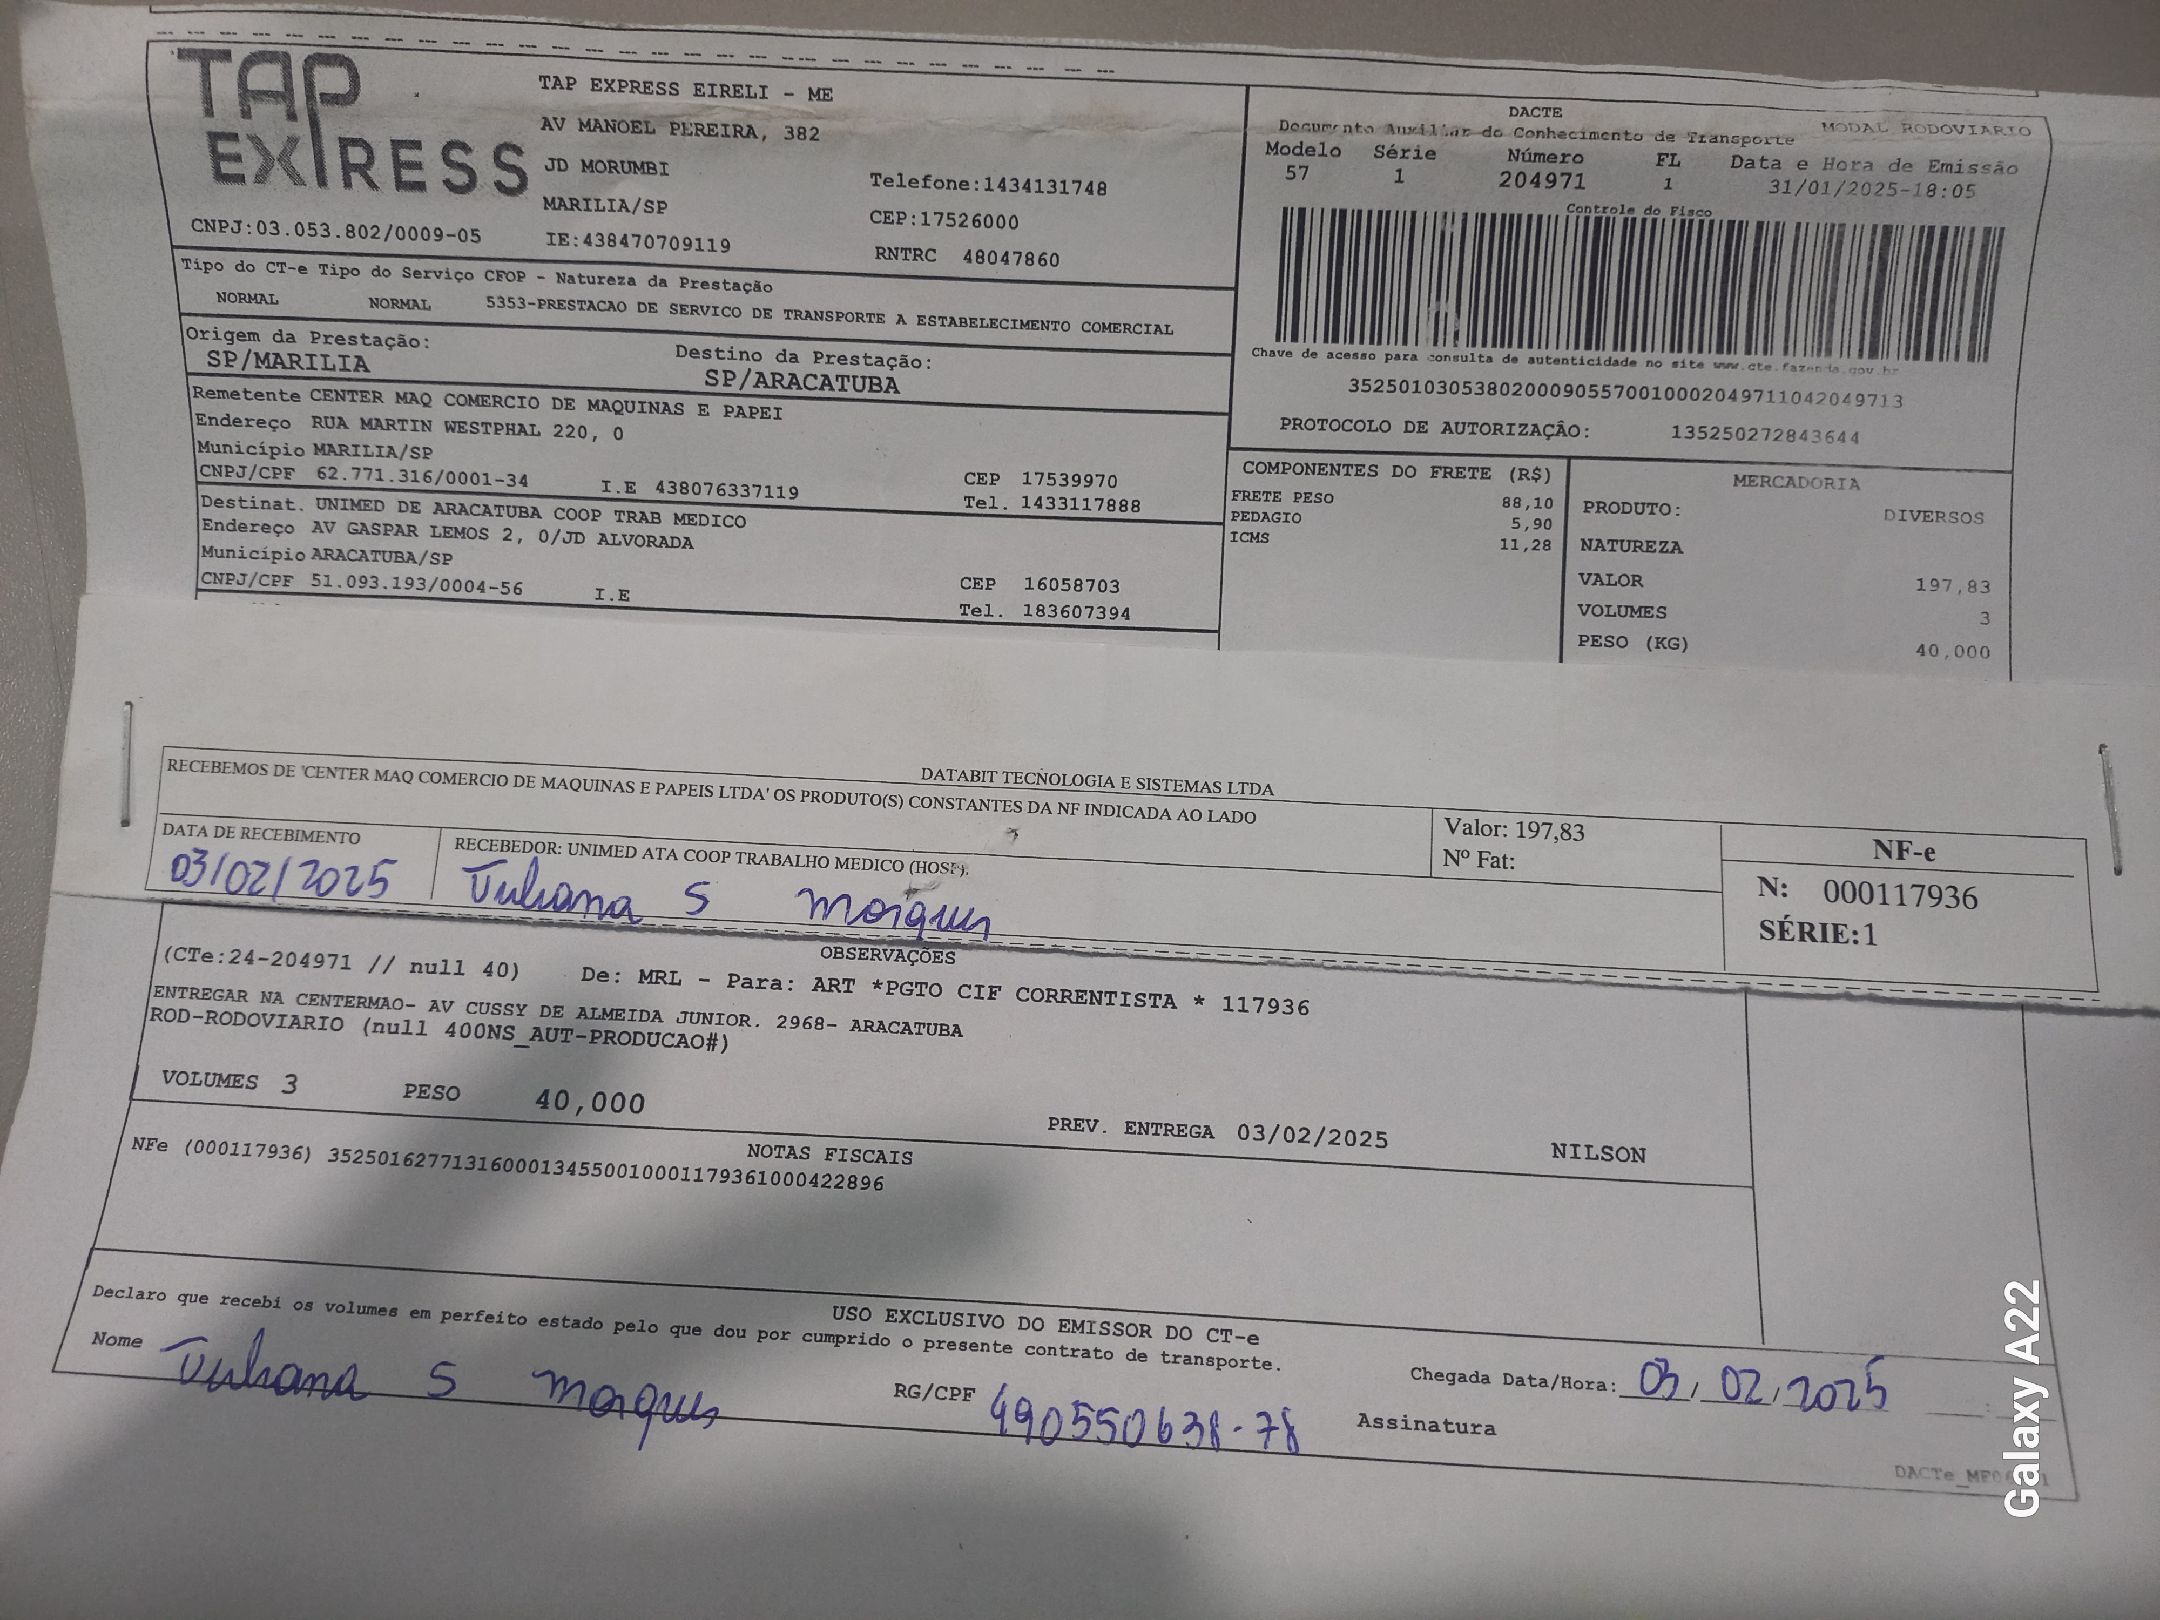 TAP EXPRESS
TAP EXPRESS EIRELI - ME
AV MANOEL PEREIRA, 382
JD MORUMBI
MARILIA/SP
IE:438470709119
Telefone:1434131748
CEP:17526000
RNTRC 48047860
CNPJ:03.053.802/0009-05
DACTE
Documento Auxiliar do Conhecimento de Transporte MODAL RODOVIARIO
Modelo Série Número FL Data e Hora de Emissão
57 1 204971 1 31/01/2025-18:05
Controle do Fisco
Chave de acesso para consulta de autenticidade no site www.cte.fazenda.gov.br
35250103053802000905570010002049711042049713
PROTOCOLO DE AUTORIZAÇÃO: 135250272843644
Tipo do CT-e Tipo do Serviço CFOP - Natureza da Prestação
NORMAL NORMAL 5353-PRESTACAO DE SERVICO DE TRANSPORTE A ESTABELECIMENTO COMERCIAL
Origem da Prestação: Destino da Prestação:
SP/MARILIA SP/ARACATUBA
Remetente CENTER MAQ COMERCIO DE MAQUINAS E PAPEI
Endereço RUA MARTIN WESTPHAL 220, 0
Município MARILIA/SP CEP 17539970
CNPJ/CPF 62.771.316/0001-34 I.E 438076337119 Tel. 1433117888
Destinat. UNIMED DE ARACATUBA COOP TRAB MEDICO
Endereço AV GASPAR LEMOS 2, 0/JD ALVORADA
Município ARACATUBA/SP CEP 16058703
CNPJ/CPF 51.093.193/0004-56 I.E Tel. 183607394
COMPONENTES DO FRETE (R$)
FRETE PESO 88,10
PEDAGIO 5,90
ICMS 11,28
MERCADORIA
PRODUTO: DIVERSOS
NATUREZA
VALOR 197,83
VOLUMES 3
PESO (KG) 40,000
DATABIT TECNOLOGIA E SISTEMAS LTDA
RECEBEMOS DE 'CENTER MAQ COMERCIO DE MAQUINAS E PAPEIS LTDA' OS PRODUTO(S) CONSTANTES DA NF INDICADA AO LADO
Valor: 197,83
Nº Fat:
NF-e
N: 000117936
SÉRIE:1
DATA DE RECEBIMENTO
03/02/2025
RECEBEDOR: UNIMED ATA COOP TRABALHO MEDICO (HOSP).
Juliana S Marques
OBSERVAÇÕES
(CTe:24-204971 // null 40) De: MRL - Para: ART *PGTO CIF CORRENTISTA * 117936
ENTREGAR NA CENTERMAO- AV CUSSY DE ALMEIDA JUNIOR. 2968- ARACATUBA
ROD-RODOVIARIO (null 400NS_AUT-PRODUCAO#)
VOLUMES 3 PESO 40,000 PREV. ENTREGA 03/02/2025 NILSON
NOTAS FISCAIS
NFe (000117936) 35250162771316000134550010001179361000422896
USO EXCLUSIVO DO EMISSOR DO CT-e
Declaro que recebi os volumes em perfeito estado pelo que dou por cumprido o presente contrato de transporte.
Nome Juliana S Marques RG/CPF 490550638-78
Chegada Data/Hora: 03/02/2025
Assinatura
Galaxy A22